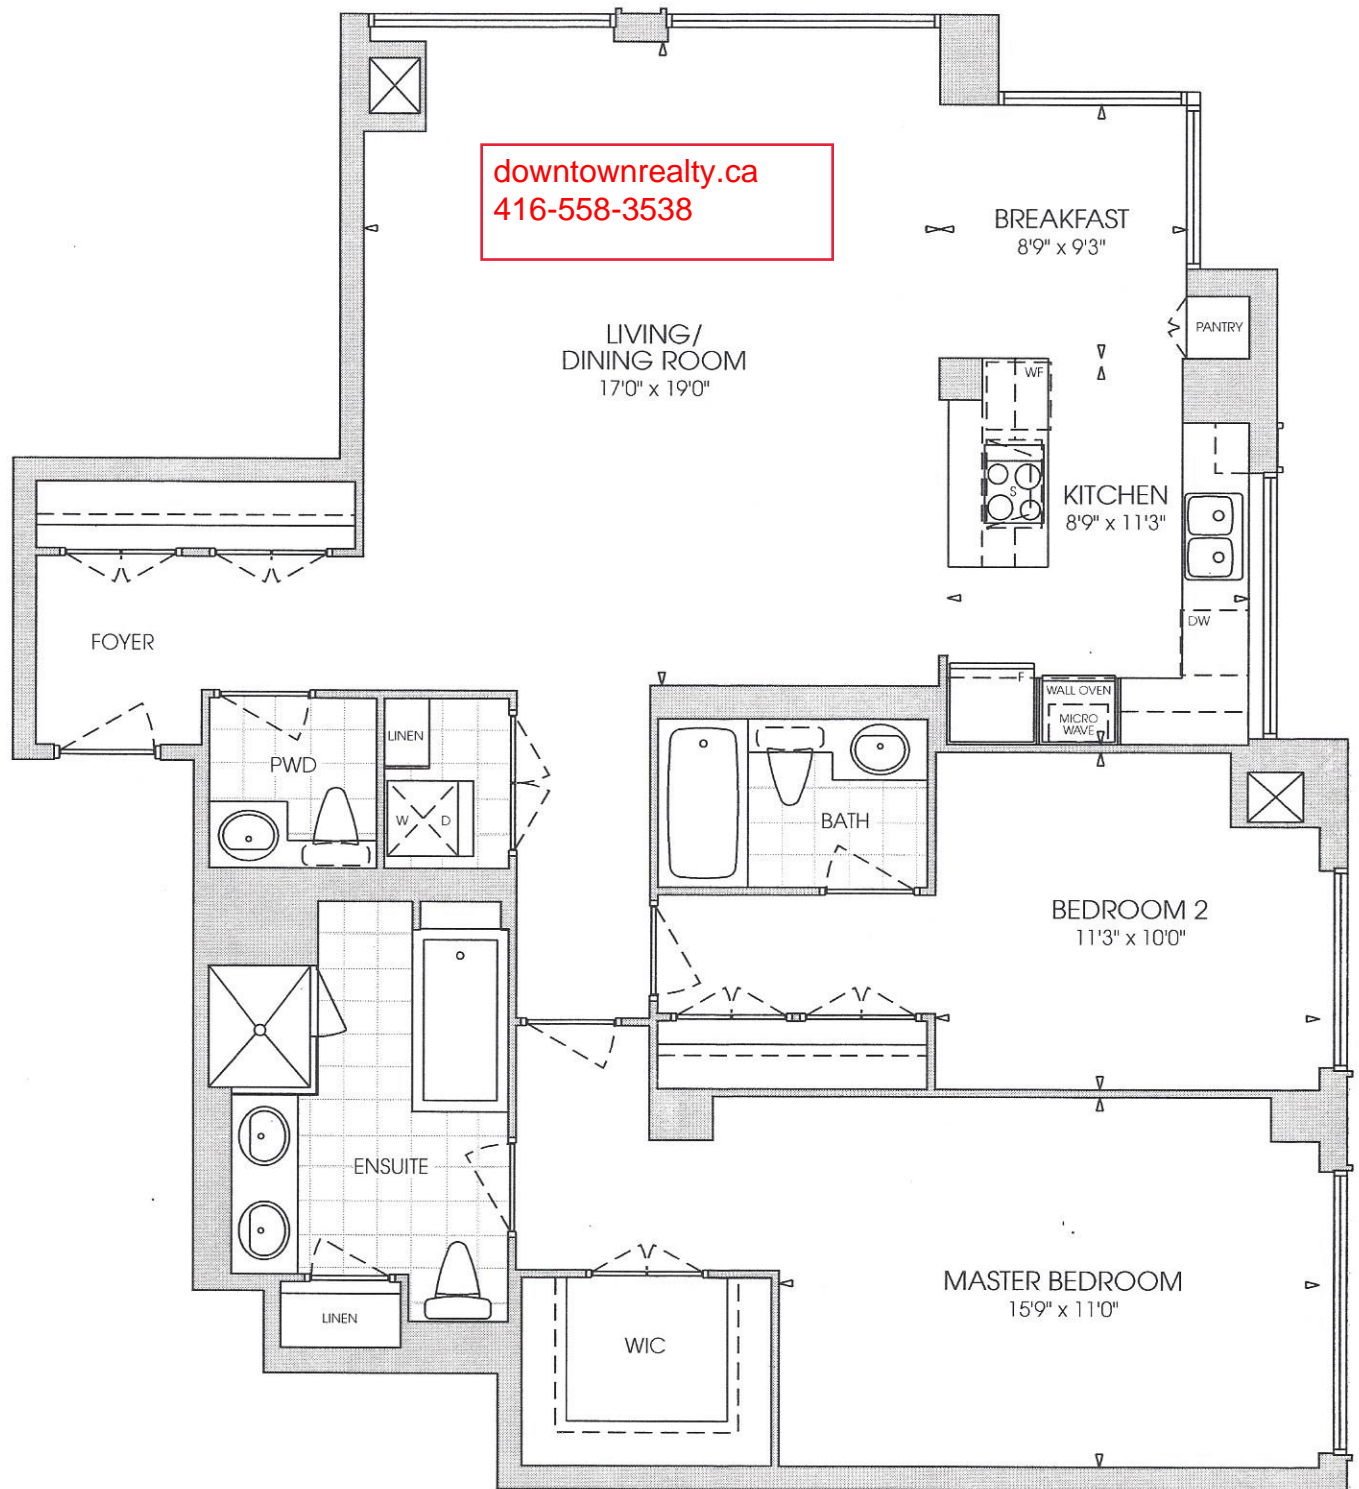 downtownrealty.ca
416-558-3538
BREAKFAST
8'9" x 9'3"
PANTRY
LIVING/
DINING ROOM
17'0" x 19'0"
WF
S
KITCHEN
8'9" x 11'3"
DW
F
WALL OVEN
MICRO
WAVE
FOYER
PWD
LINEN
W D
BATH
BEDROOM 2
11'3" x 10'0"
ENSUITE
LINEN
WIC
MASTER BEDROOM
15'9" x 11'0"